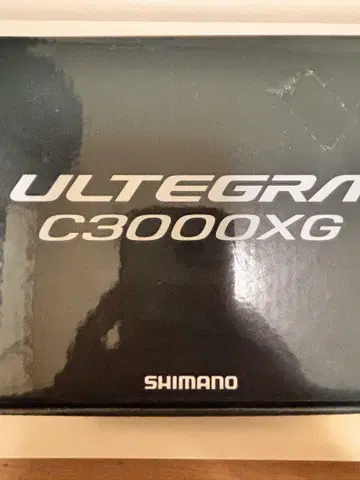 ULTEGRA
C3000XG
SHIMANO